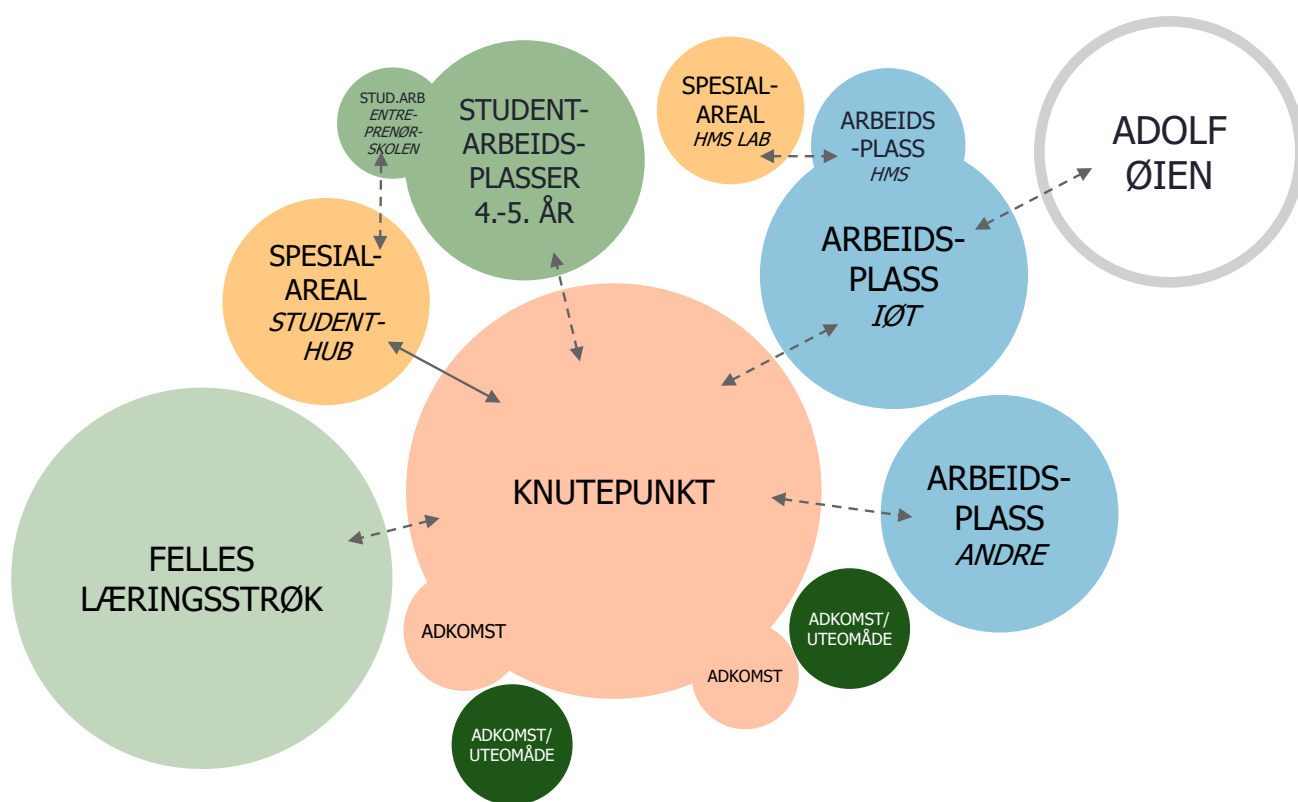 STUD.ARB
ENTRE-
PRENØR-
SKOLEN
STUDENT-
ARBEIDS-
PLASSER
4.-5. ÅR
SPESIAL-
AREAL
HMS LAB
ARBEIDS
-PLASS
HMS
ADOLF
ØIEN
SPESIAL-
AREAL
STUDENT-
HUB
ARBEIDS-
PLASS
IØT
KNUTEPUNKT
ARBEIDS-
PLASS
ANDRE
FELLES
LÆRINGSSTRØK
ADKOMST
ADKOMST/
UTEOMÅDE
ADKOMST
ADKOMST/
UTEOMÅDE